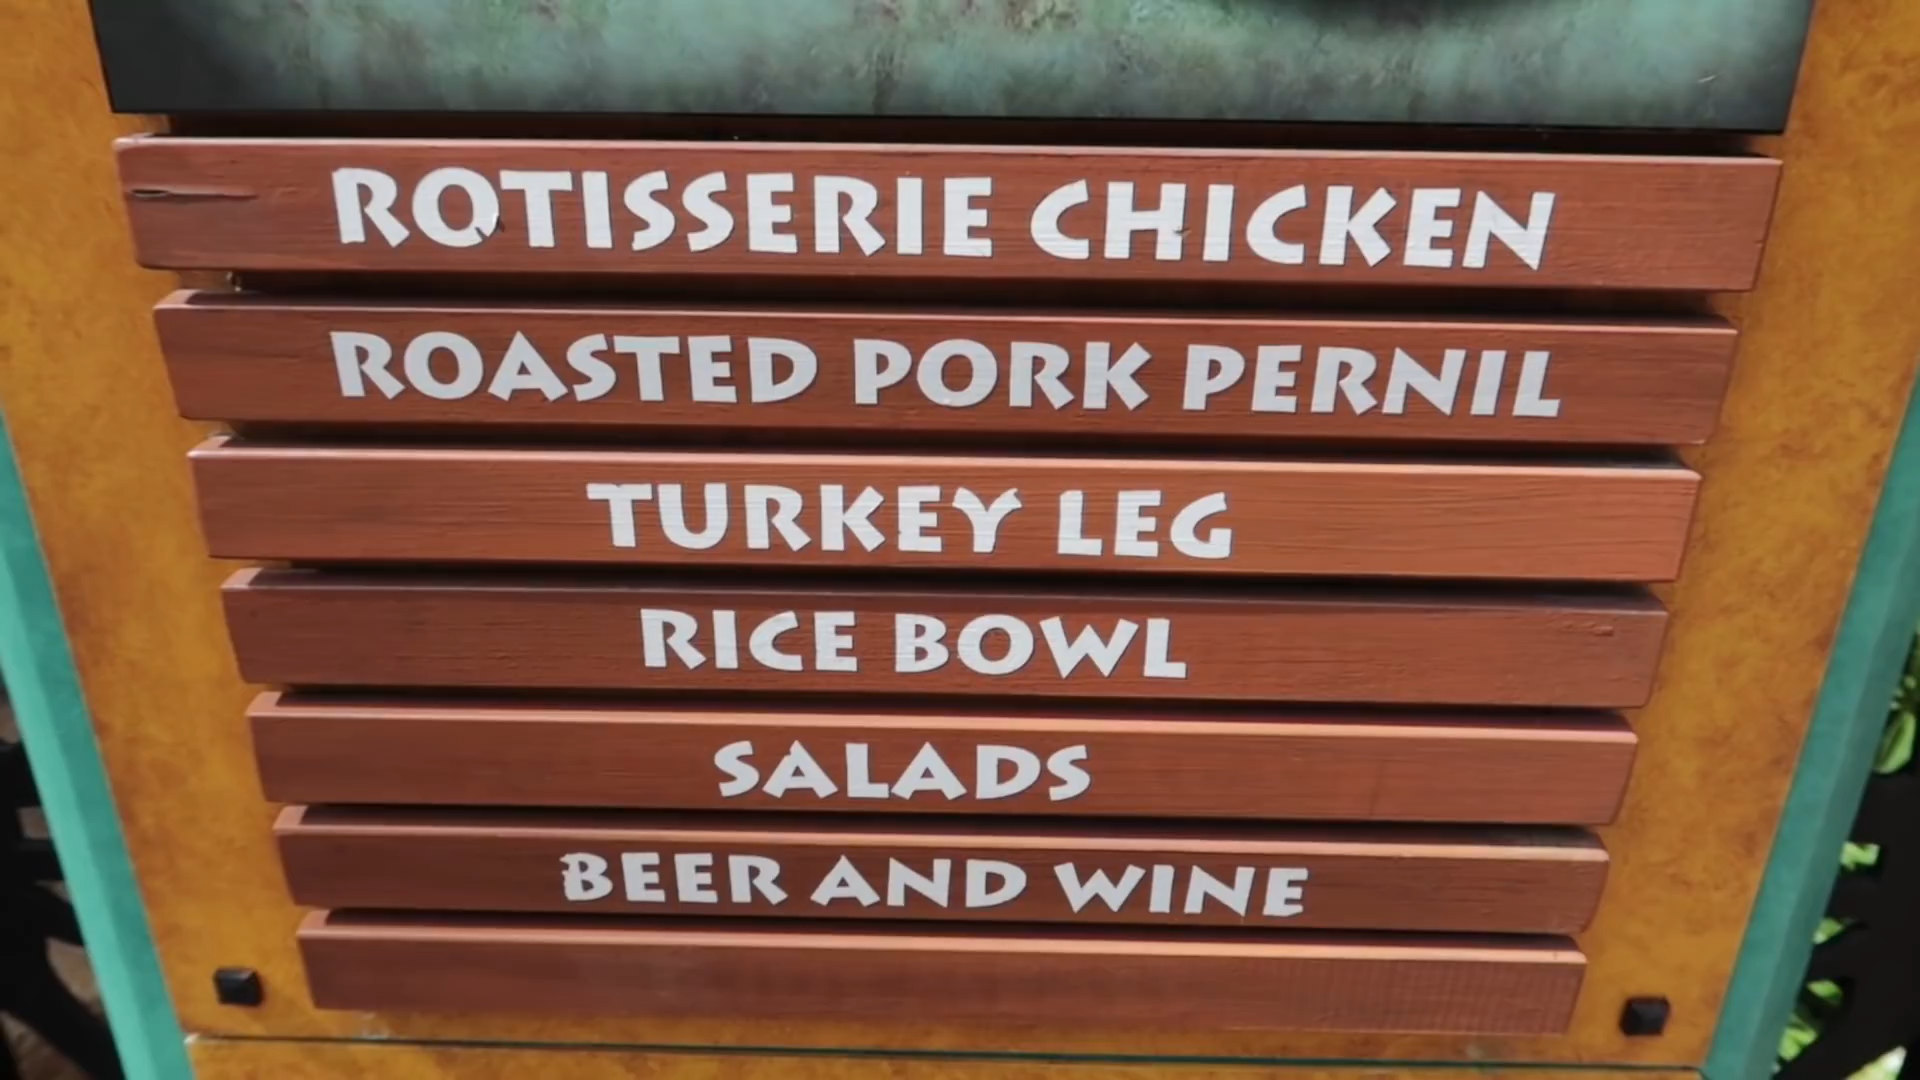 ROTISSERIE CHICKEN
ROASTED PORK PERNIL
TURKEY LEG
RICE BOWL
SALADS
BEER AND WINE